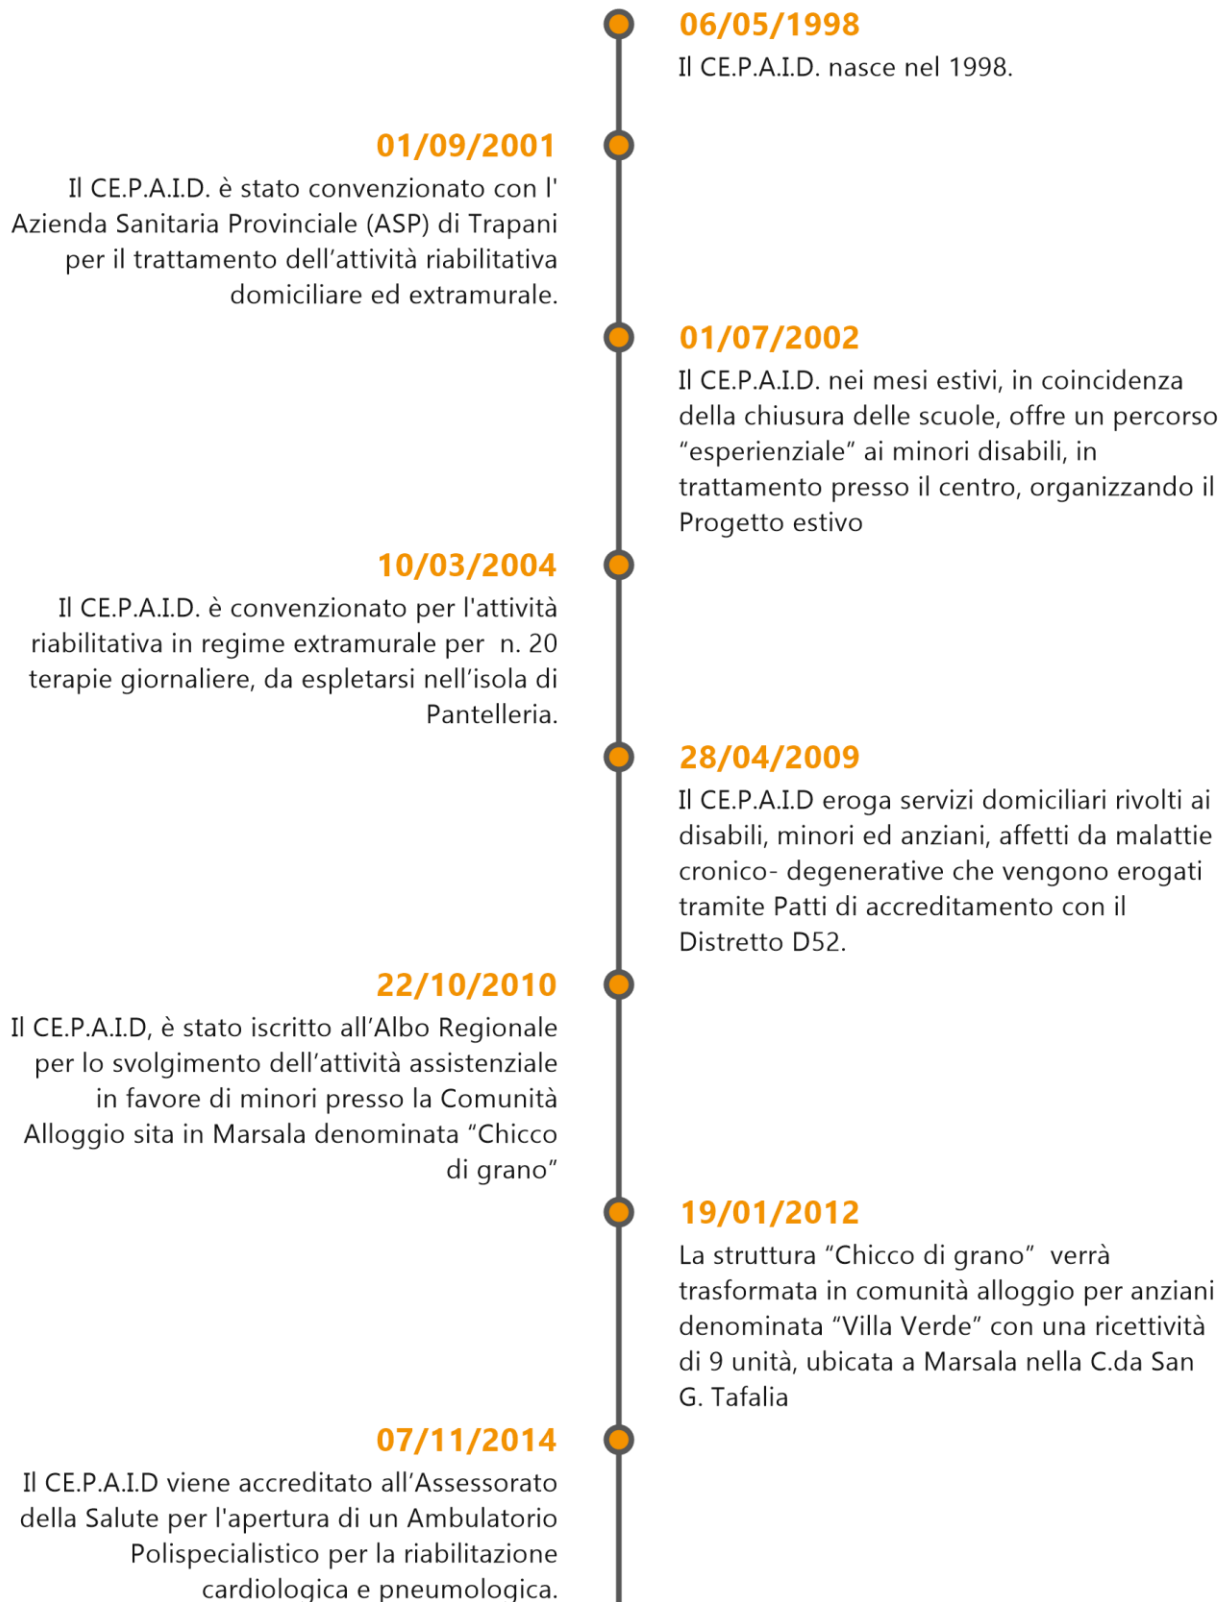 06/05/1998
Il CE.P.A.I.D. nasce nel 1998.
01/09/2001
Il CE.P.A.I.D. è stato convenzionato con l'
Azienda Sanitaria Provinciale (ASP) di Trapani
per il trattamento dell’attività riabilitativa
domiciliare ed extramurale.
01/07/2002
Il CE.P.A.I.D. nei mesi estivi, in coincidenza
della chiusura delle scuole, offre un percorso
“esperienziale” ai minori disabili, in
trattamento presso il centro, organizzando il
Progetto estivo
10/03/2004
Il CE.P.A.I.D. è convenzionato per l'attività
riabilitativa in regime extramurale per  n. 20
terapie giornaliere, da espletarsi nell’isola di
Pantelleria.
28/04/2009
Il CE.P.A.I.D eroga servizi domiciliari rivolti ai
disabili, minori ed anziani, affetti da malattie
cronico- degenerative che vengono erogati
tramite Patti di accreditamento con il
Distretto D52.
22/10/2010
Il CE.P.A.I.D, è stato iscritto all’Albo Regionale
per lo svolgimento dell’attività assistenziale
in favore di minori presso la Comunità
Alloggio sita in Marsala denominata “Chicco
di grano”
19/01/2012
La struttura “Chicco di grano”  verrà
trasformata in comunità alloggio per anziani
denominata “Villa Verde” con una ricettività
di 9 unità, ubicata a Marsala nella C.da San
G. Tafalia
07/11/2014
Il CE.P.A.I.D viene accreditato all’Assessorato
della Salute per l'apertura di un Ambulatorio
Polispecialistico per la riabilitazione
cardiologica e pneumologica.